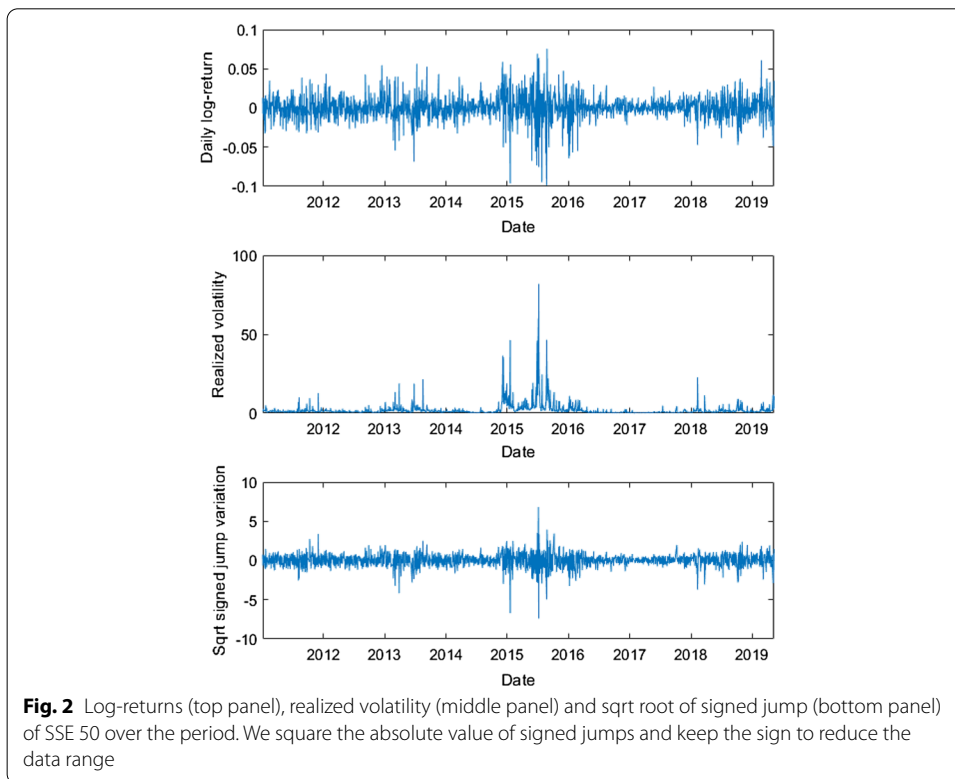 0.1
0.05
0
-0.05
-0.1
Daily log-return
2012 2013 2014 2015 2016 2017 2018 2019
Date
100
50
0
Realized volatility
2012 2013 2014 2015 2016 2017 2018 2019
Date
10
5
0
-5
-10
Sqrt signed jump variation
2012 2013 2014 2015 2016 2017 2018 2019
Date
Fig. 2 Log-returns (top panel), realized volatility (middle panel) and sqrt root of signed jump (bottom panel)
of SSE 50 over the period. We square the absolute value of signed jumps and keep the sign to reduce the
data range